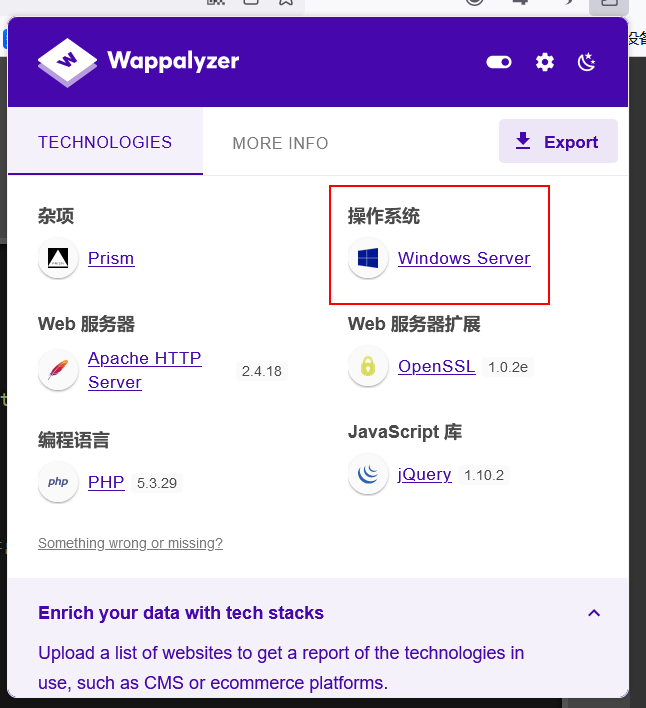 Wappalyzer
TECHNOLOGIES
MORE INFO
Export
杂项
Prism
操作系统
Windows Server
Web 服务器
Apache HTTP
Server
2.4.18
Web 服务器扩展
OpenSSL
1.0.2e
编程语言
php
PHP
5.3.29
JavaScript 库
jQuery
1.10.2
Something wrong or missing?
Enrich your data with tech stacks
Upload a list of websites to get a report of the technologies in
use, such as CMS or ecommerce platforms.